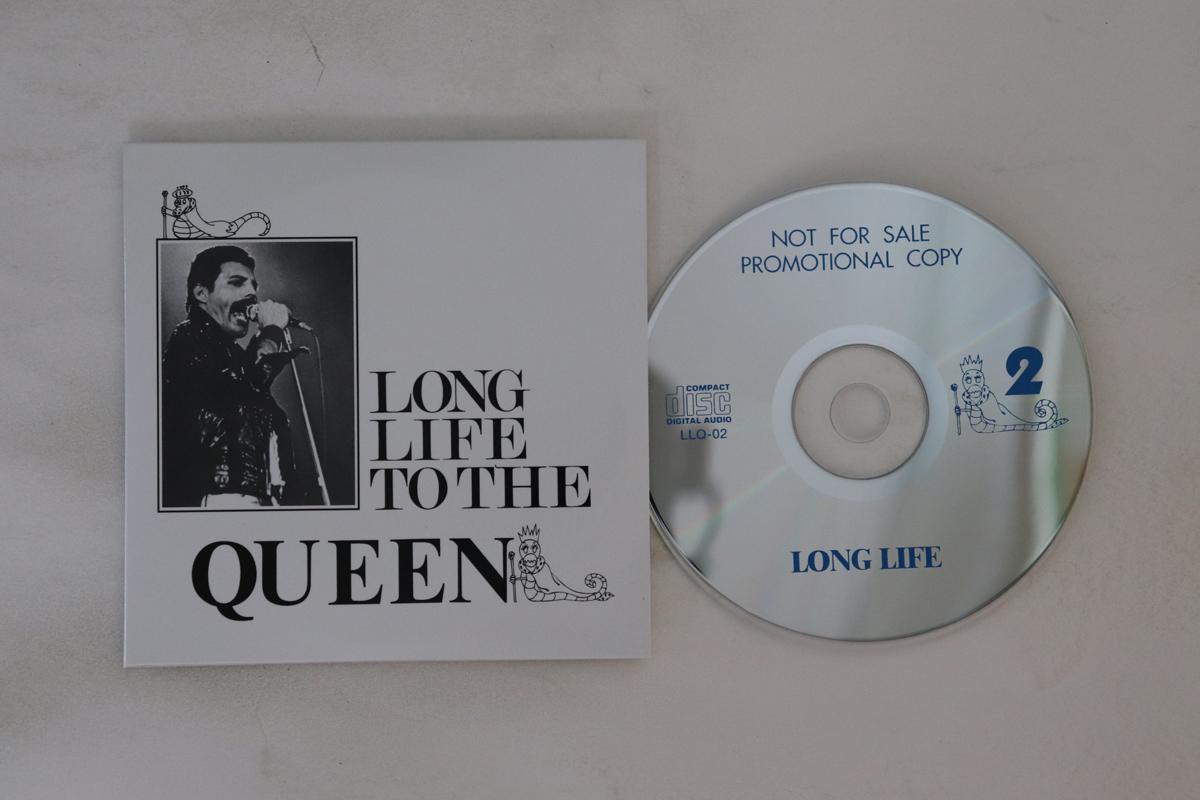 LONG
LIFE
TO THE
QUEEN
NOT FOR SALE
PROMOTIONAL COPY
COMPACT
disc
DIGITAL AUDIO
LLQ-02
2
LONG LIFE